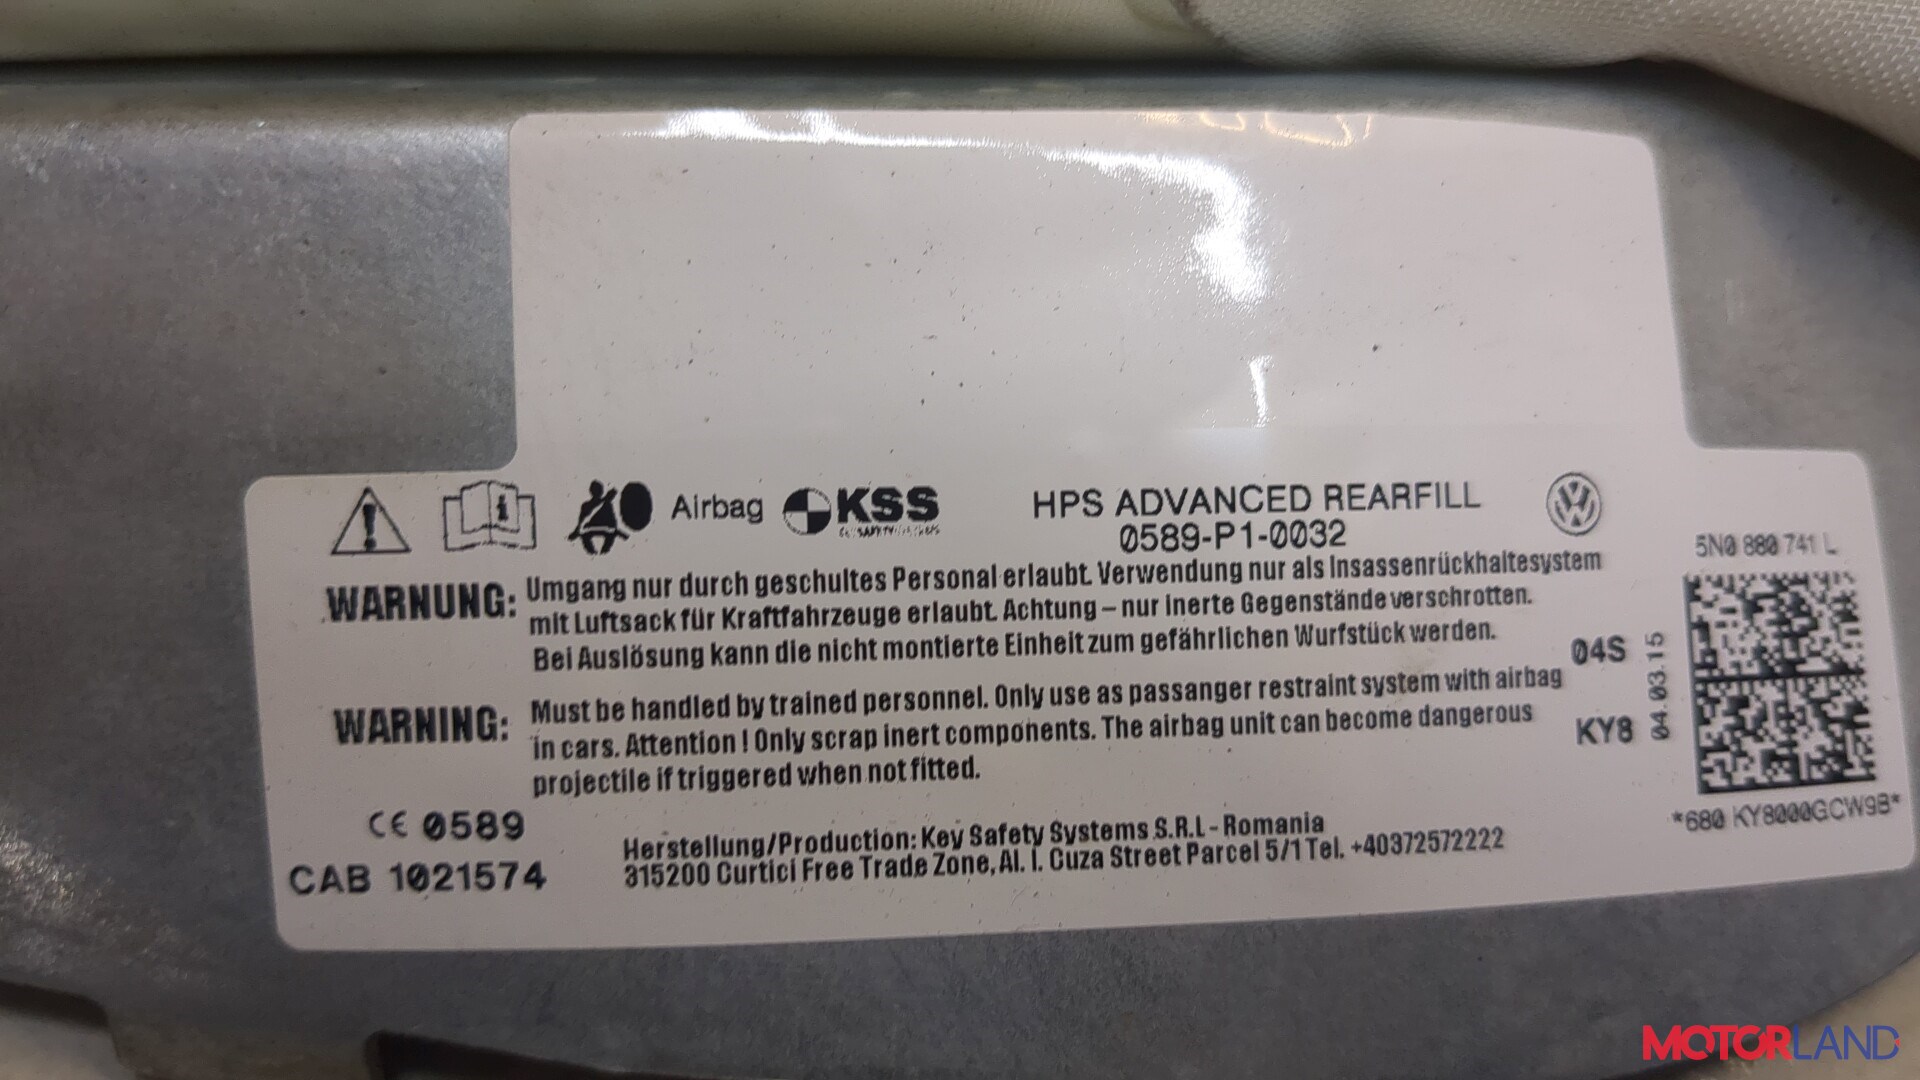 Airbag
KSS
HPS ADVANCED REARFILL
0589-P1-0032
5N0 880 741 L
WARNUNG: Umgang nur durch geschultes Personal erlaubt. Verwendung nur als Insassenrückhaltesystem
mit Luftsack für Kraftfahrzeuge erlaubt. Achtung – nur inerte Gegenstände verschrotten.
Bei Auslösung kann die nicht montierte Einheit zum gefährlichen Wurfstück werden.
04S
KY8
04.03.15
WARNING: Must be handled by trained personnel. Only use as passanger restraint system with airbag
in cars. Attention ! Only scrap inert components. The airbag unit can become dangerous
projectile if triggered when not fitted.
*680 KY8000GCW9B*
CE 0589
CAB 1021574
Herstellung/Production: Key Safety Systems S.R.L - Romania
315200 Curtici Free Trade Zone, Al. I. Cuza Street Parcel 5/1 Tel. +40372572222
MOTORLAND